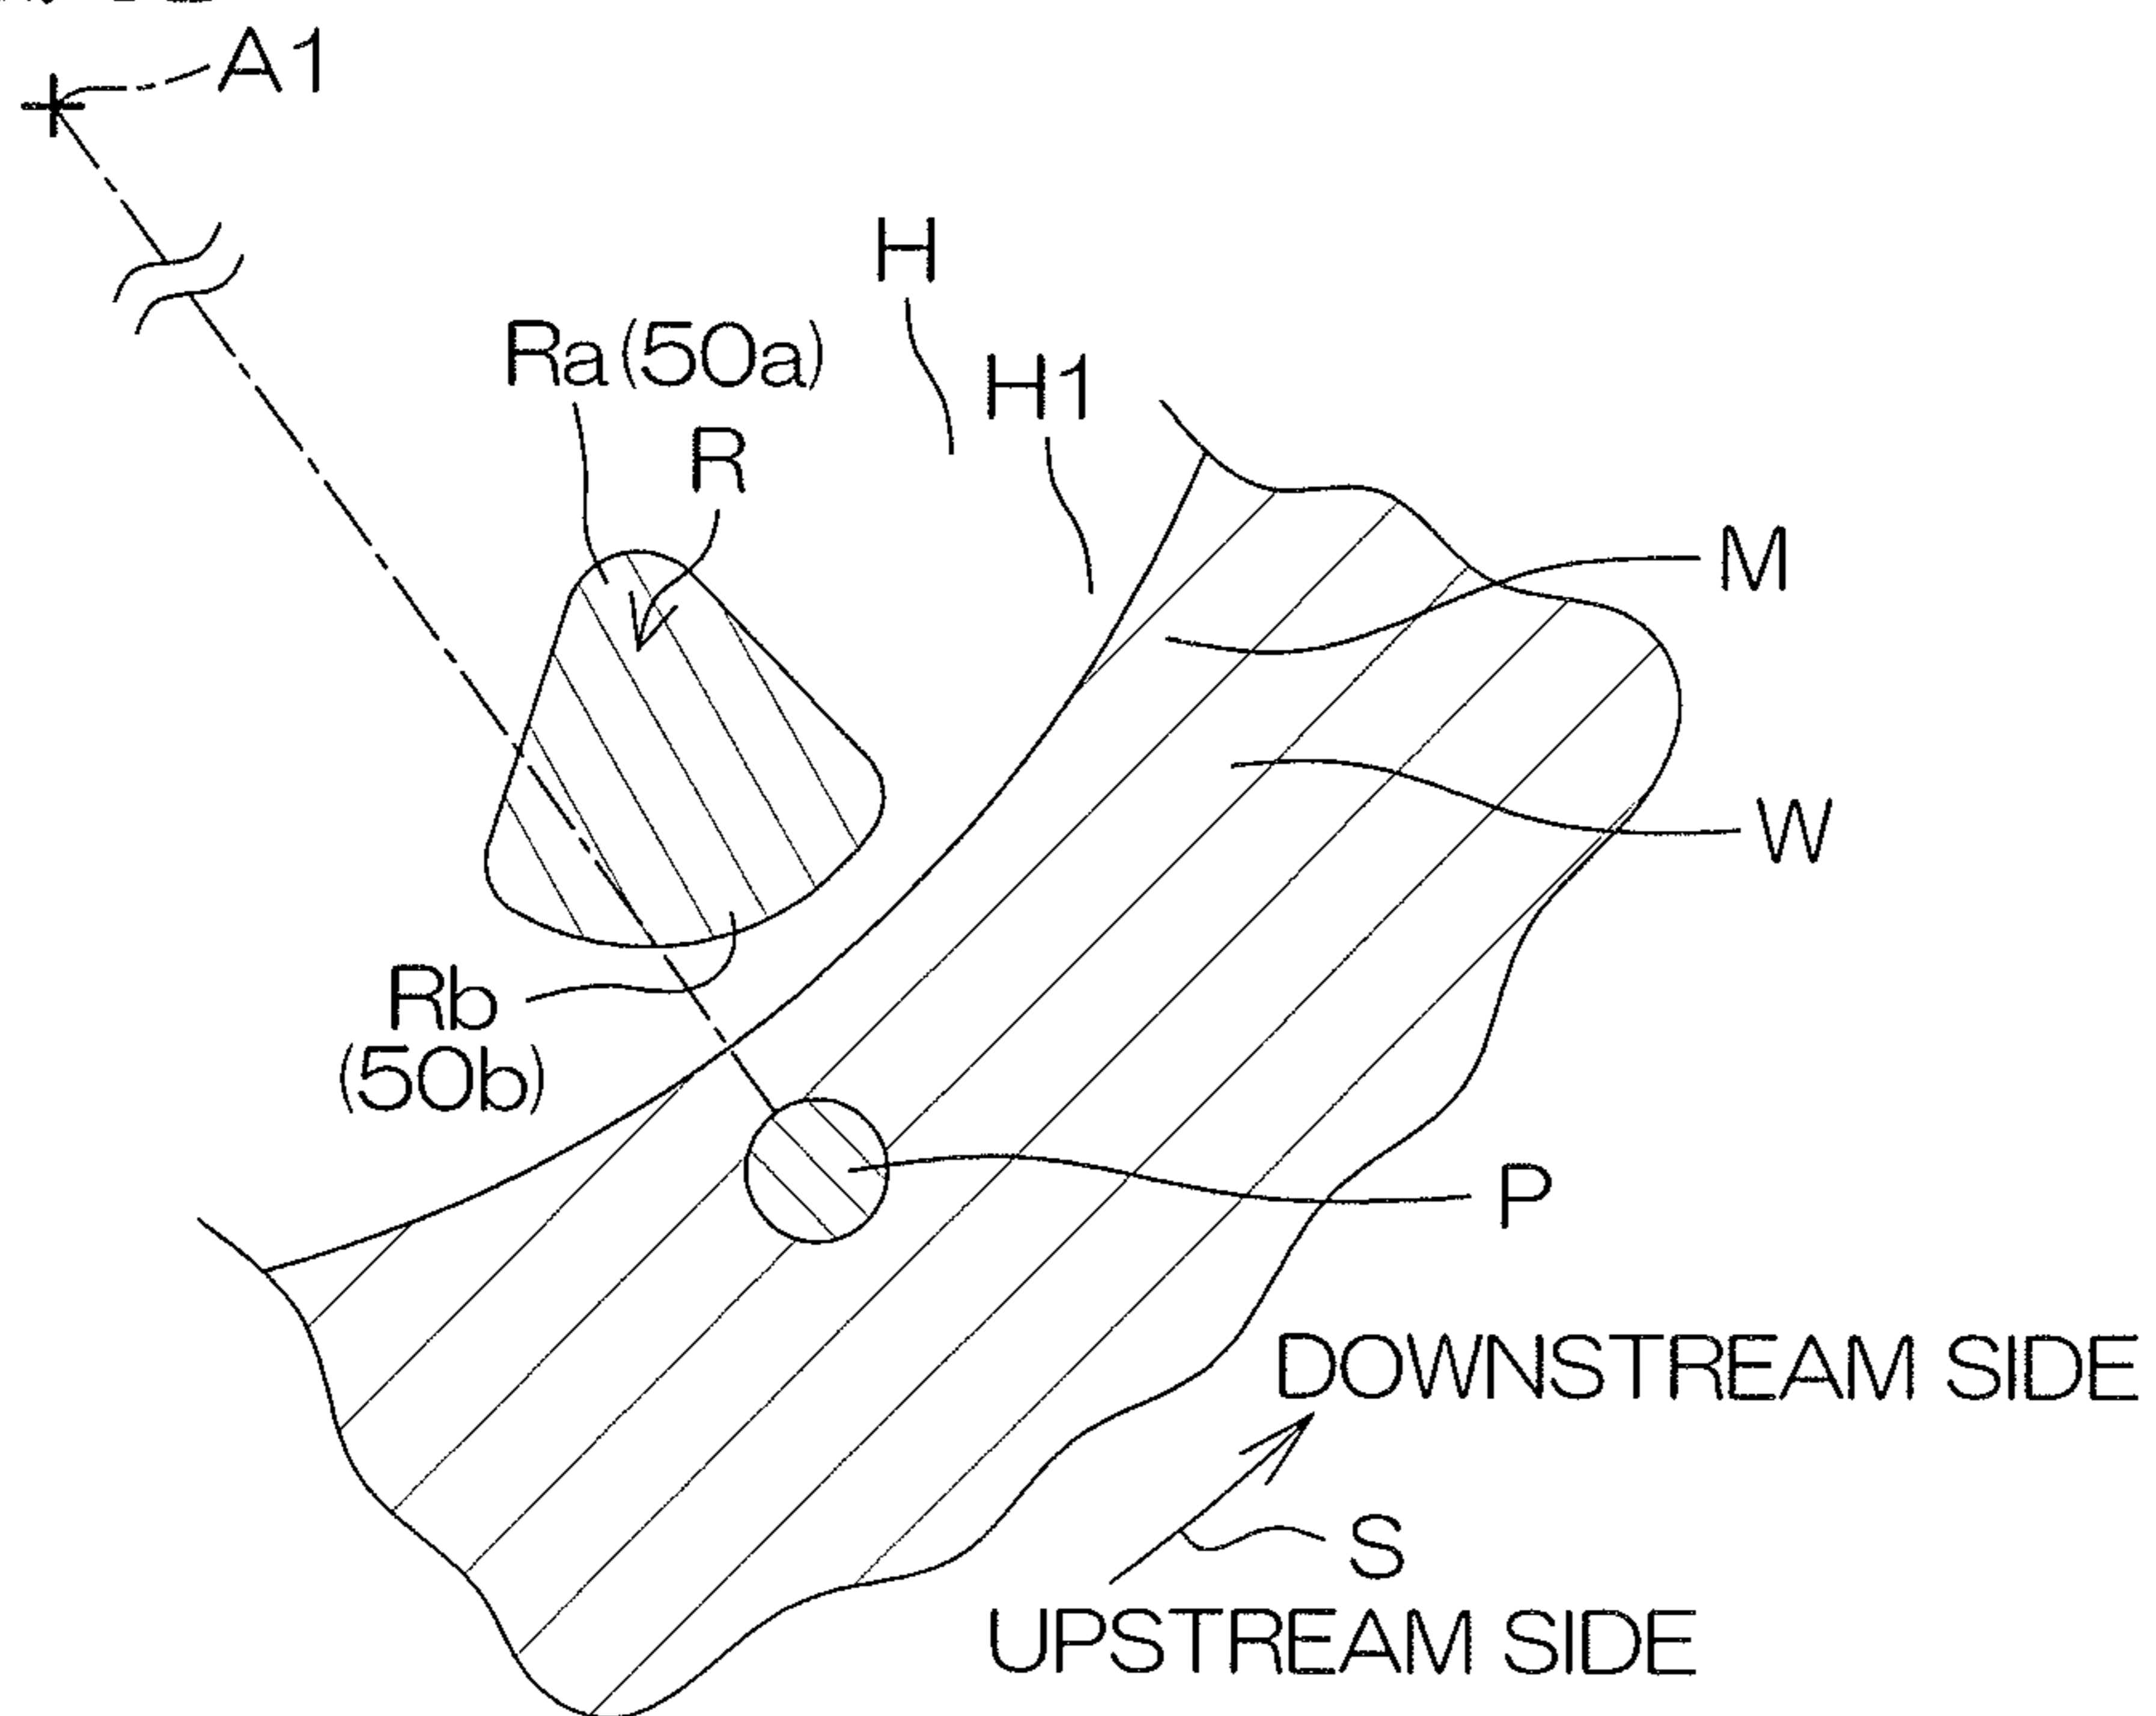 A1
H
Ra(50a)
H1
R
M
W
Rb
(50b)
P
DOWNSTREAM SIDE
S
UPSTREAM SIDE